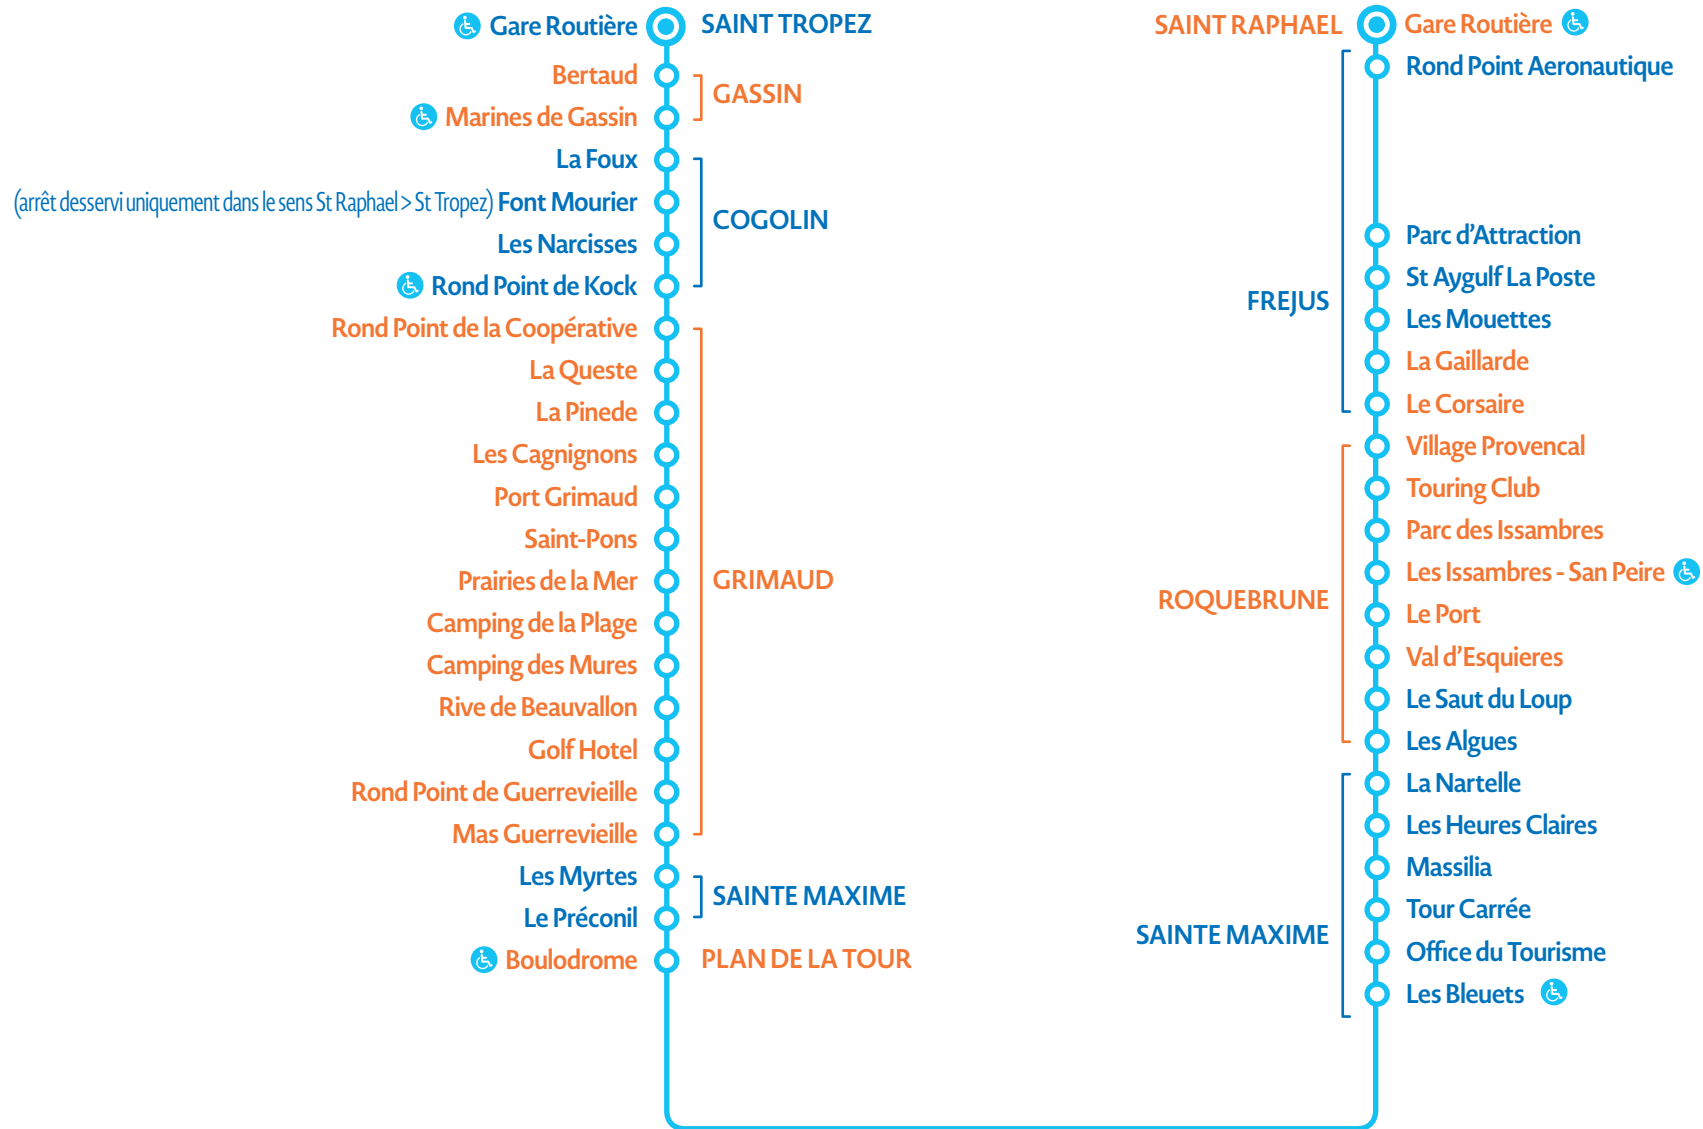 Gare Routière SAINT TROPEZ
Bertaud
Marines de Gassin
GASSIN
La Foux
(arrêt desservi uniquement dans le sens St Raphael > St Tropez) Font Mourier
Les Narcisses
Rond Point de Kock
COGOLIN
Rond Point de la Coopérative
La Queste
La Pinede
Les Cagnignons
Port Grimaud
Saint-Pons
Prairies de la Mer
Camping de la Plage
Camping des Mures
Rive de Beauvallon
Golf Hotel
Rond Point de Guerrevieille
Mas Guerrevieille
GRIMAUD
Les Myrtes
Le Préconil
SAINTE MAXIME
Boulodrome PLAN DE LA TOUR
SAINT RAPHAEL Gare Routière
Rond Point Aeronautique
Parc d'Attraction
St Aygulf La Poste
Les Mouettes
La Gaillarde
Le Corsaire
FREJUS
Village Provencal
Touring Club
Parc des Issambres
Les Issambres - San Peire
Le Port
Val d'Esquieres
Le Saut du Loup
Les Algues
ROQUEBRUNE
La Nartelle
Les Heures Claires
Massilia
Tour Carrée
Office du Tourisme
Les Bleuets
SAINTE MAXIME